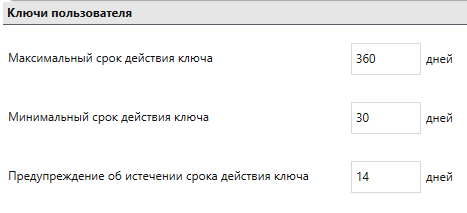 Ключи пользователя
Максимальный срок действия ключа 360 дней
Минимальный срок действия ключа 30 дней
Предупреждение об истечении срока действия ключа 14 дней